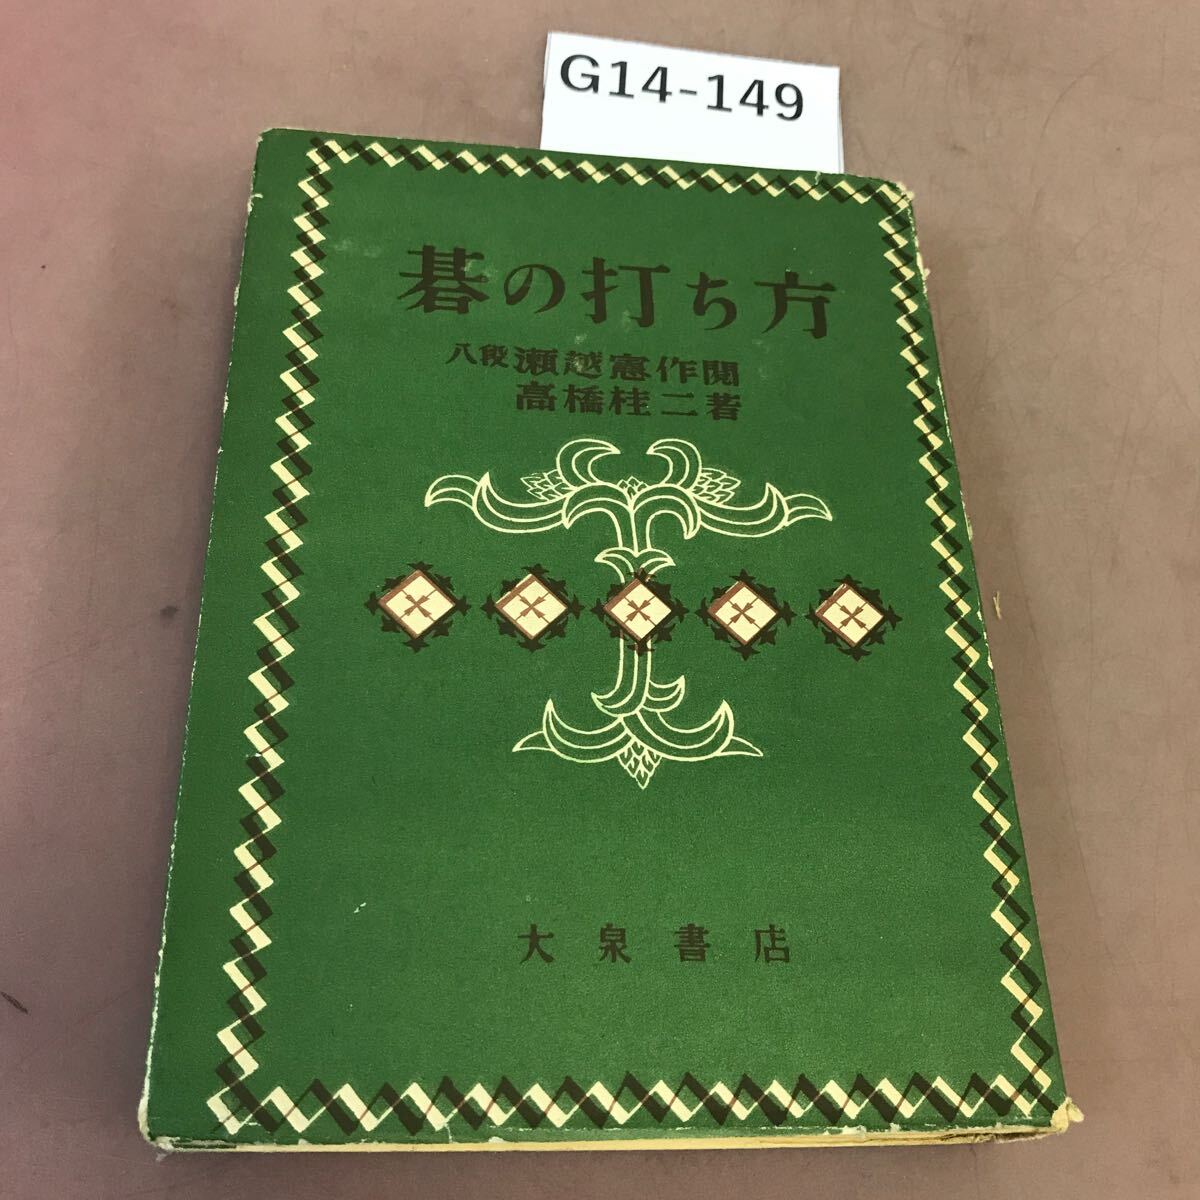 G14-149
碁の打ち方
八段 瀬越憲作閲
高橋桂二著
大泉書店